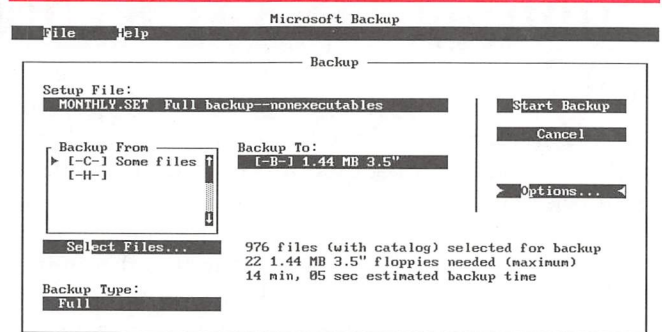 Microsoft Backup
File Help
Backup
Setup File:
MONTHLY.SET Full backup--nonexecutables
Start Backup
Cancel
Backup From
[-C-] Some files
[-H-]
Backup To:
[-B-] 1.44 MB 3.5"
Options...
Select Files...
976 files (with catalog) selected for backup
22 1.44 MB 3.5" floppies needed (maximum)
14 min, 05 sec estimated backup time
Backup Type:
Full